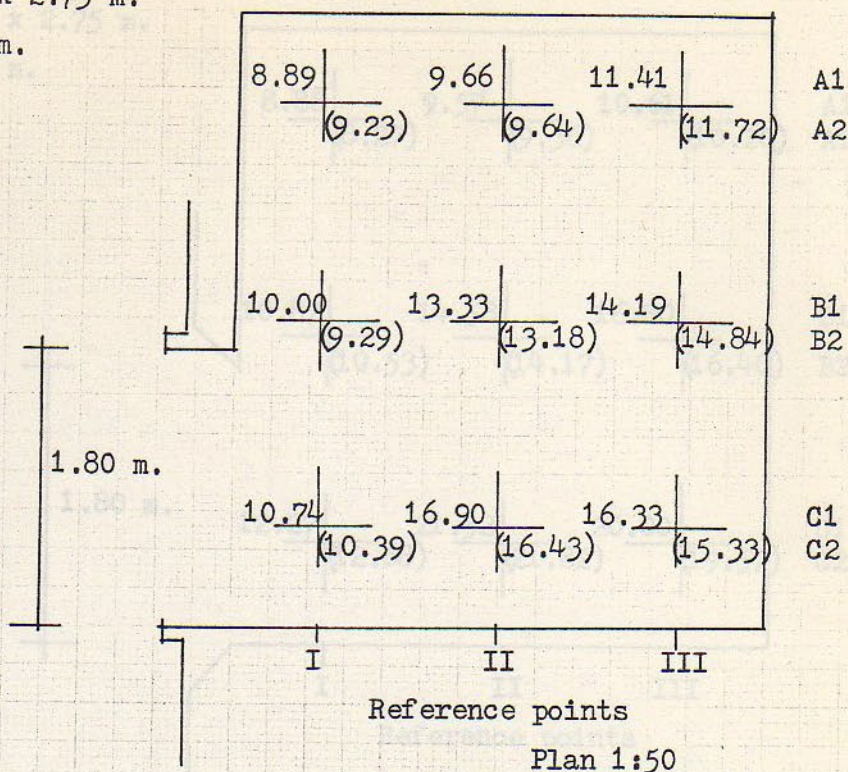 x 2.75 m.
m.
8.89 9.66 11.41 A1
(9.23) (9.64) (11.72) A2
10.00 13.33 14.19 B1
(9.29) (13.18) (14.84) B2
1.80 m.
10.74 16.90 16.33 C1
(10.39) (16.43) (15.33) C2
I II III
Reference points
Plan 1:50